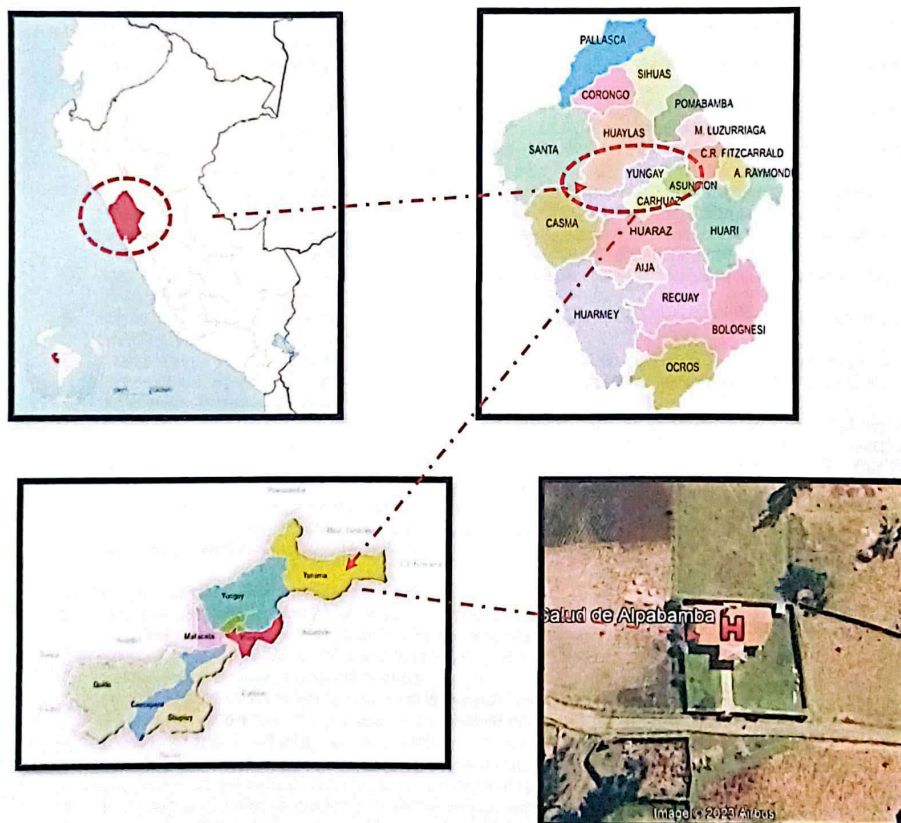 PALLASCA
SIHUAS
CORONGO
POMABAMBA
HUAYLAS
M. LUZURRIAGA
SANTA
C.R. FITZCARRALD
YUNGAY
A. RAYMONDI
ASUNCION
CARHUAZ
CASMA
HUARAZ
HUARI
AIJA
RECUAY
HUARMEY
BOLOGNESI
OCROS
Yanama
Yungay
Matacoto
Quillo
Cascapara
Shupluy
Salud de Alpabamba
H
Image © 2023 Airbus